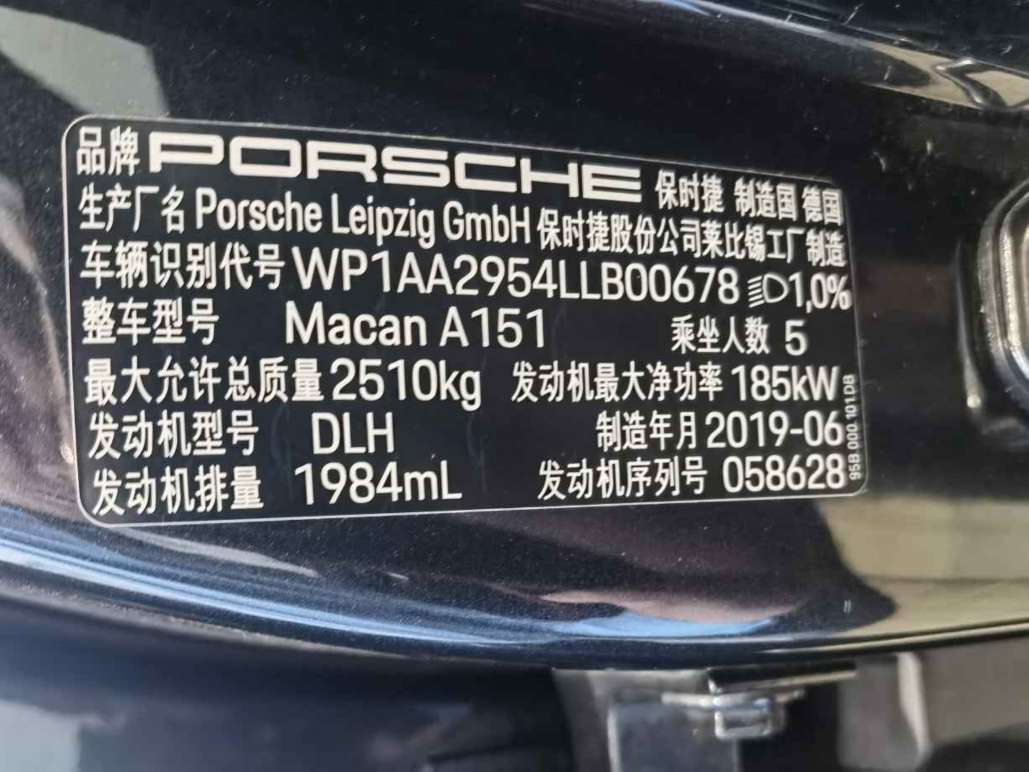 品牌 PORSCHE 保时捷 制造国 德国
生产厂名 Porsche Leipzig GmbH 保时捷股份公司莱比锡工厂制造
车辆识别代号 WP1AA2954LLB00678 1,0%
整车型号 Macan A151 乘坐人数 5
最大允许总质量 2510kg 发动机最大净功率 185kW
发动机型号 DLH 制造年月 2019-06
发动机排量 1984mL 发动机序列号 058628
95B.000.101.DB